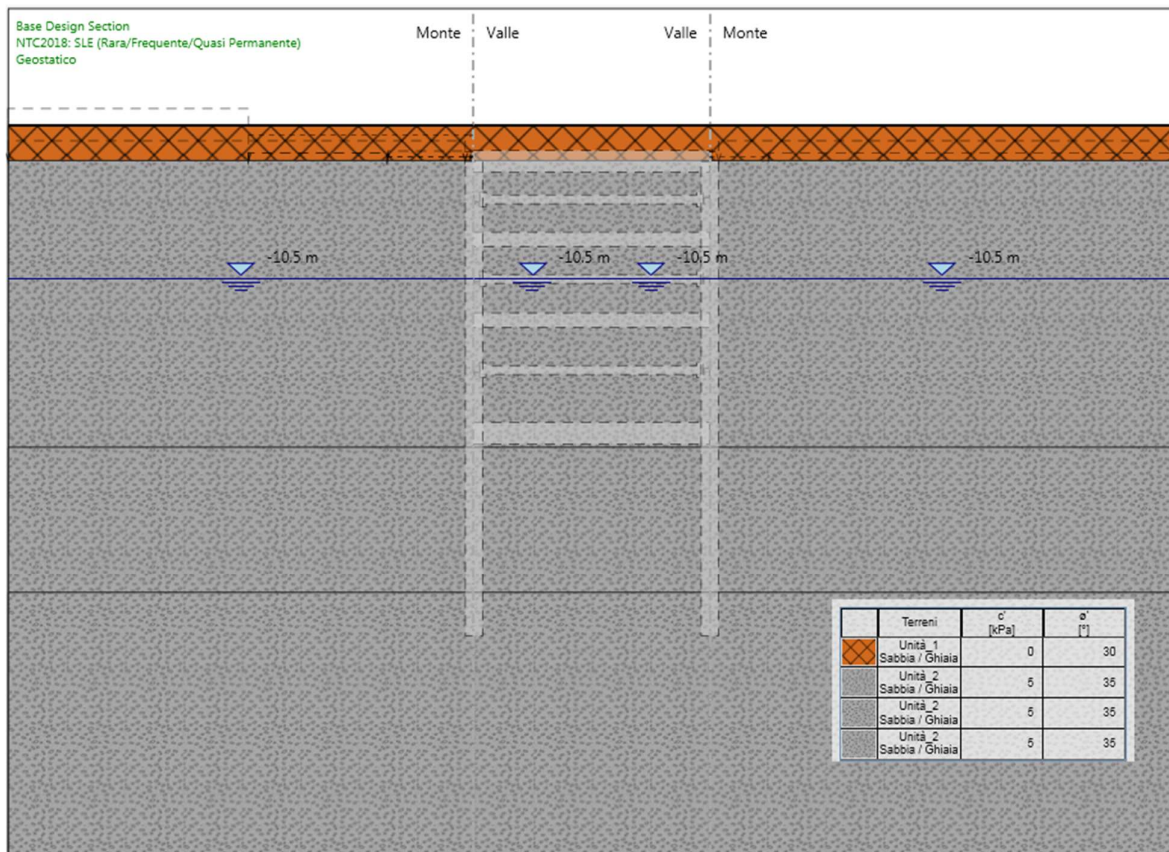 Base Design Section
NTC2018: SLE (Rara/Frequente/Quasi Permanente)
Geostatico
Monte Valle Valle Monte
-10.5 m -10.5 m -10.5 m -10.5 m
Terreni c' ø'
[kPa] [°]
Unità_1
Sabbia / Ghiaia 0 30
Unità_2
Sabbia / Ghiaia 5 35
Unità_2
Sabbia / Ghiaia 5 35
Unità_2
Sabbia / Ghiaia 5 35